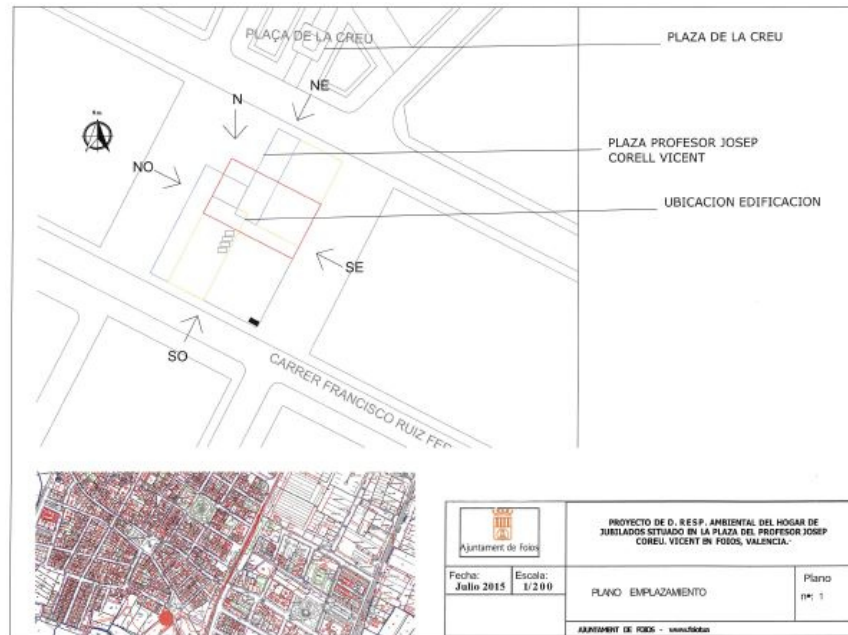 PLAÇA DE LA CREU
PLAZA DE LA CREU
NE
N
PLAZA PROFESOR JOSEP
CORELL VICENT
NO
UBICACION EDIFICACION
SE
SO
CARRER FRANCISCO RUIZ FER
Ajuntament de Foios
PROYECTO DE D. RESP. AMBIENTAL DEL HOGAR DE
JUBILADOS SITUADO EN LA PLAZA DEL PROFESOR JOSEP
COREU. VICENT EN FOIOS, VALENCIA.-
Fecha:
Julio 2015
Escala:
1/200
PLANO EMPLAZAMIENTO
Plano
nº: 1
AJUNTAMENT DE FOIOS -